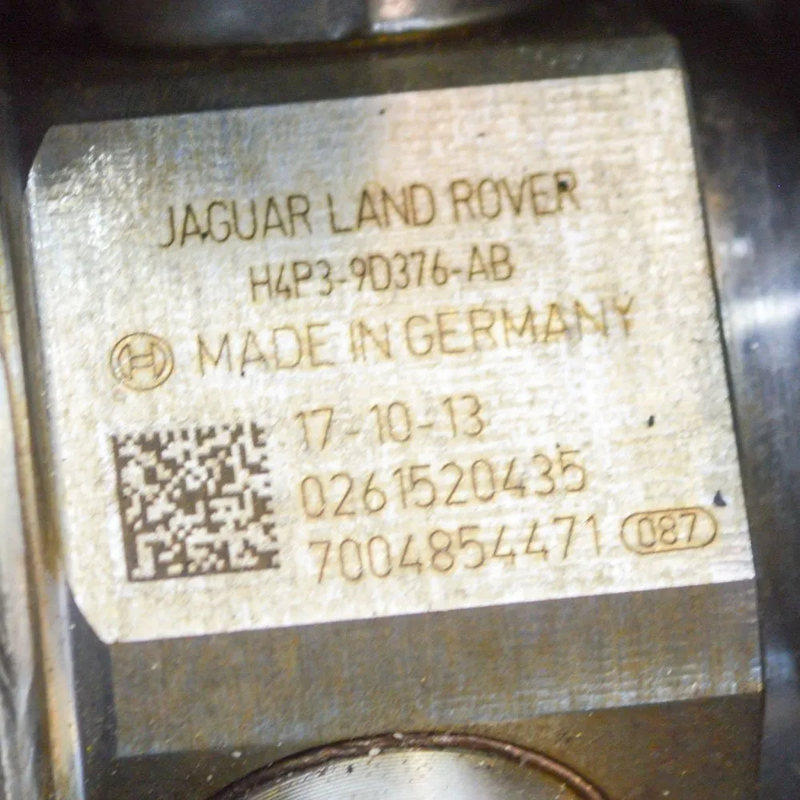 JAGUAR LAND ROVER
H4P3-9D376-AB
MADE IN GERMANY
17-10-13
0261520435
7004854471 087